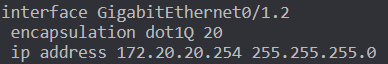 interface GigabitEthernet0/1.2
 encapsulation dot1Q 20
 ip address 172.20.20.254 255.255.255.0